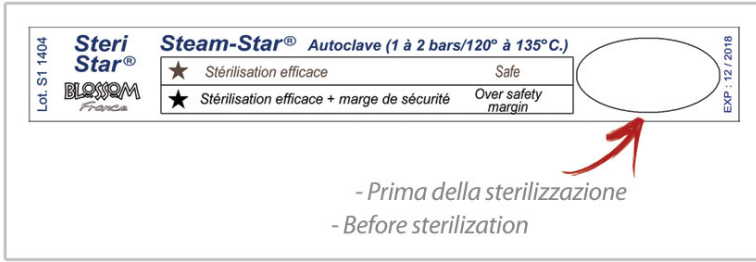 Lot. S1 1404
Steri
Star®
BLOSSOM
France
Steam-Star® Autoclave (1 à 2 bars/120° à 135°C.)
★ Stérilisation efficace Safe
★ Stérilisation efficace + marge de sécurité Over safety
margin
EXP : 12 / 2018
- Prima della sterilizzazione
- Before sterilization